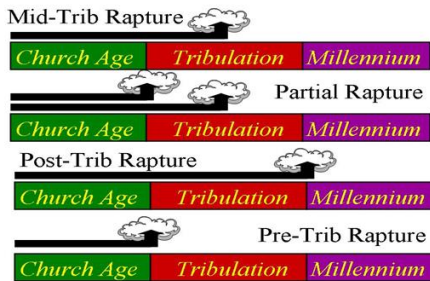 Mid-Trib Rapture
Church Age Tribulation Millennium
Partial Rapture
Church Age Tribulation Millennium
Post-Trib Rapture
Church Age Tribulation Millennium
Pre-Trib Rapture
Church Age Tribulation Millennium